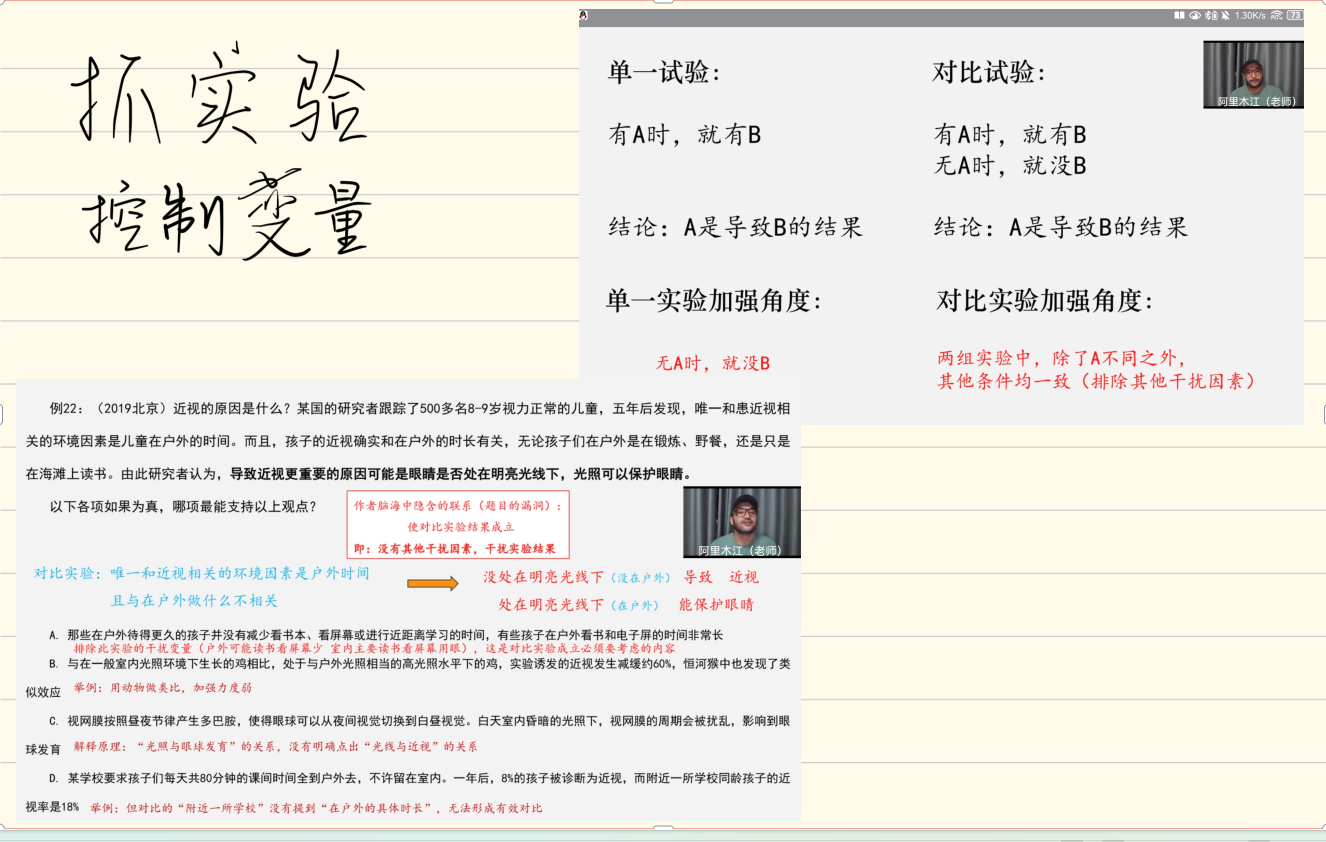 抓实验
控制变量
1.30K/s 73
单一试验：
对比试验：
阿里木江（老师）
有A时，就有B
有A时，就有B
无A时，就没B
结论：A是导致B的结果
结论：A是导致B的结果
单一实验加强角度：
对比实验加强角度：
无A时，就没B
两组实验中，除了A不同之外，
其他条件均一致（排除其他干扰因素）
例22：（2019北京）近视的原因是什么？某国的研究者跟踪了500多名8-9岁视力正常的儿童，五年后发现，唯一和患近视相
关的环境因素是儿童在户外的时间。而且，孩子的近视确实和在户外的时长有关，无论孩子们在户外是在锻炼、野餐，还是只是
在海滩上读书。由此研究者认为，导致近视更重要的原因可能是眼睛是否处在明亮光线下，光照可以保护眼睛。
以下各项如果为真，哪项最能支持以上观点？
作者脑海中隐含的联系（题目的漏洞）：
使对比实验结果成立
即：没有其他干扰因素，干扰实验结果
阿里木江（老师）
对比实验：唯一和近视相关的环境因素是户外时间
且与在户外做什么不相关
没处在明亮光线下（没在户外） 导致 近视
处在明亮光线下（在户外） 能保护眼睛
A. 那些在户外待得更久的孩子并没有减少看书本、看屏幕或进行近距离学习的时间，有些孩子在户外看书和电子屏的时间非常长
排除此实验的干扰变量（户外可能读书看屏幕少 室内主要读书看屏幕用眼），这是对比实验成立必须要考虑的内容
B. 与在一般室内光照环境下生长的鸡相比，处于与户外光照相当的高光照水平下的鸡，实验诱发的近视发生减缓约60%，恒河猴中也发现了类
似效应 举例：用动物做类比，加强力度弱
C. 视网膜按照昼夜节律产生多巴胺，使得眼球可以从夜间视觉切换到白昼视觉。白天室内昏暗的光照下，视网膜的周期会被扰乱，影响到眼
球发育 解释原理：“光照与眼球发育”的关系，没有明确点出“光线与近视”的关系
D. 某学校要求孩子们每天共80分钟的课间时间全到户外去，不许留在室内。一年后，8%的孩子被诊断为近视，而附近一所学校同龄孩子的近
视率是18% 举例：但对比的“附近一所学校”没有提到“在户外的具体时长”，无法形成有效对比